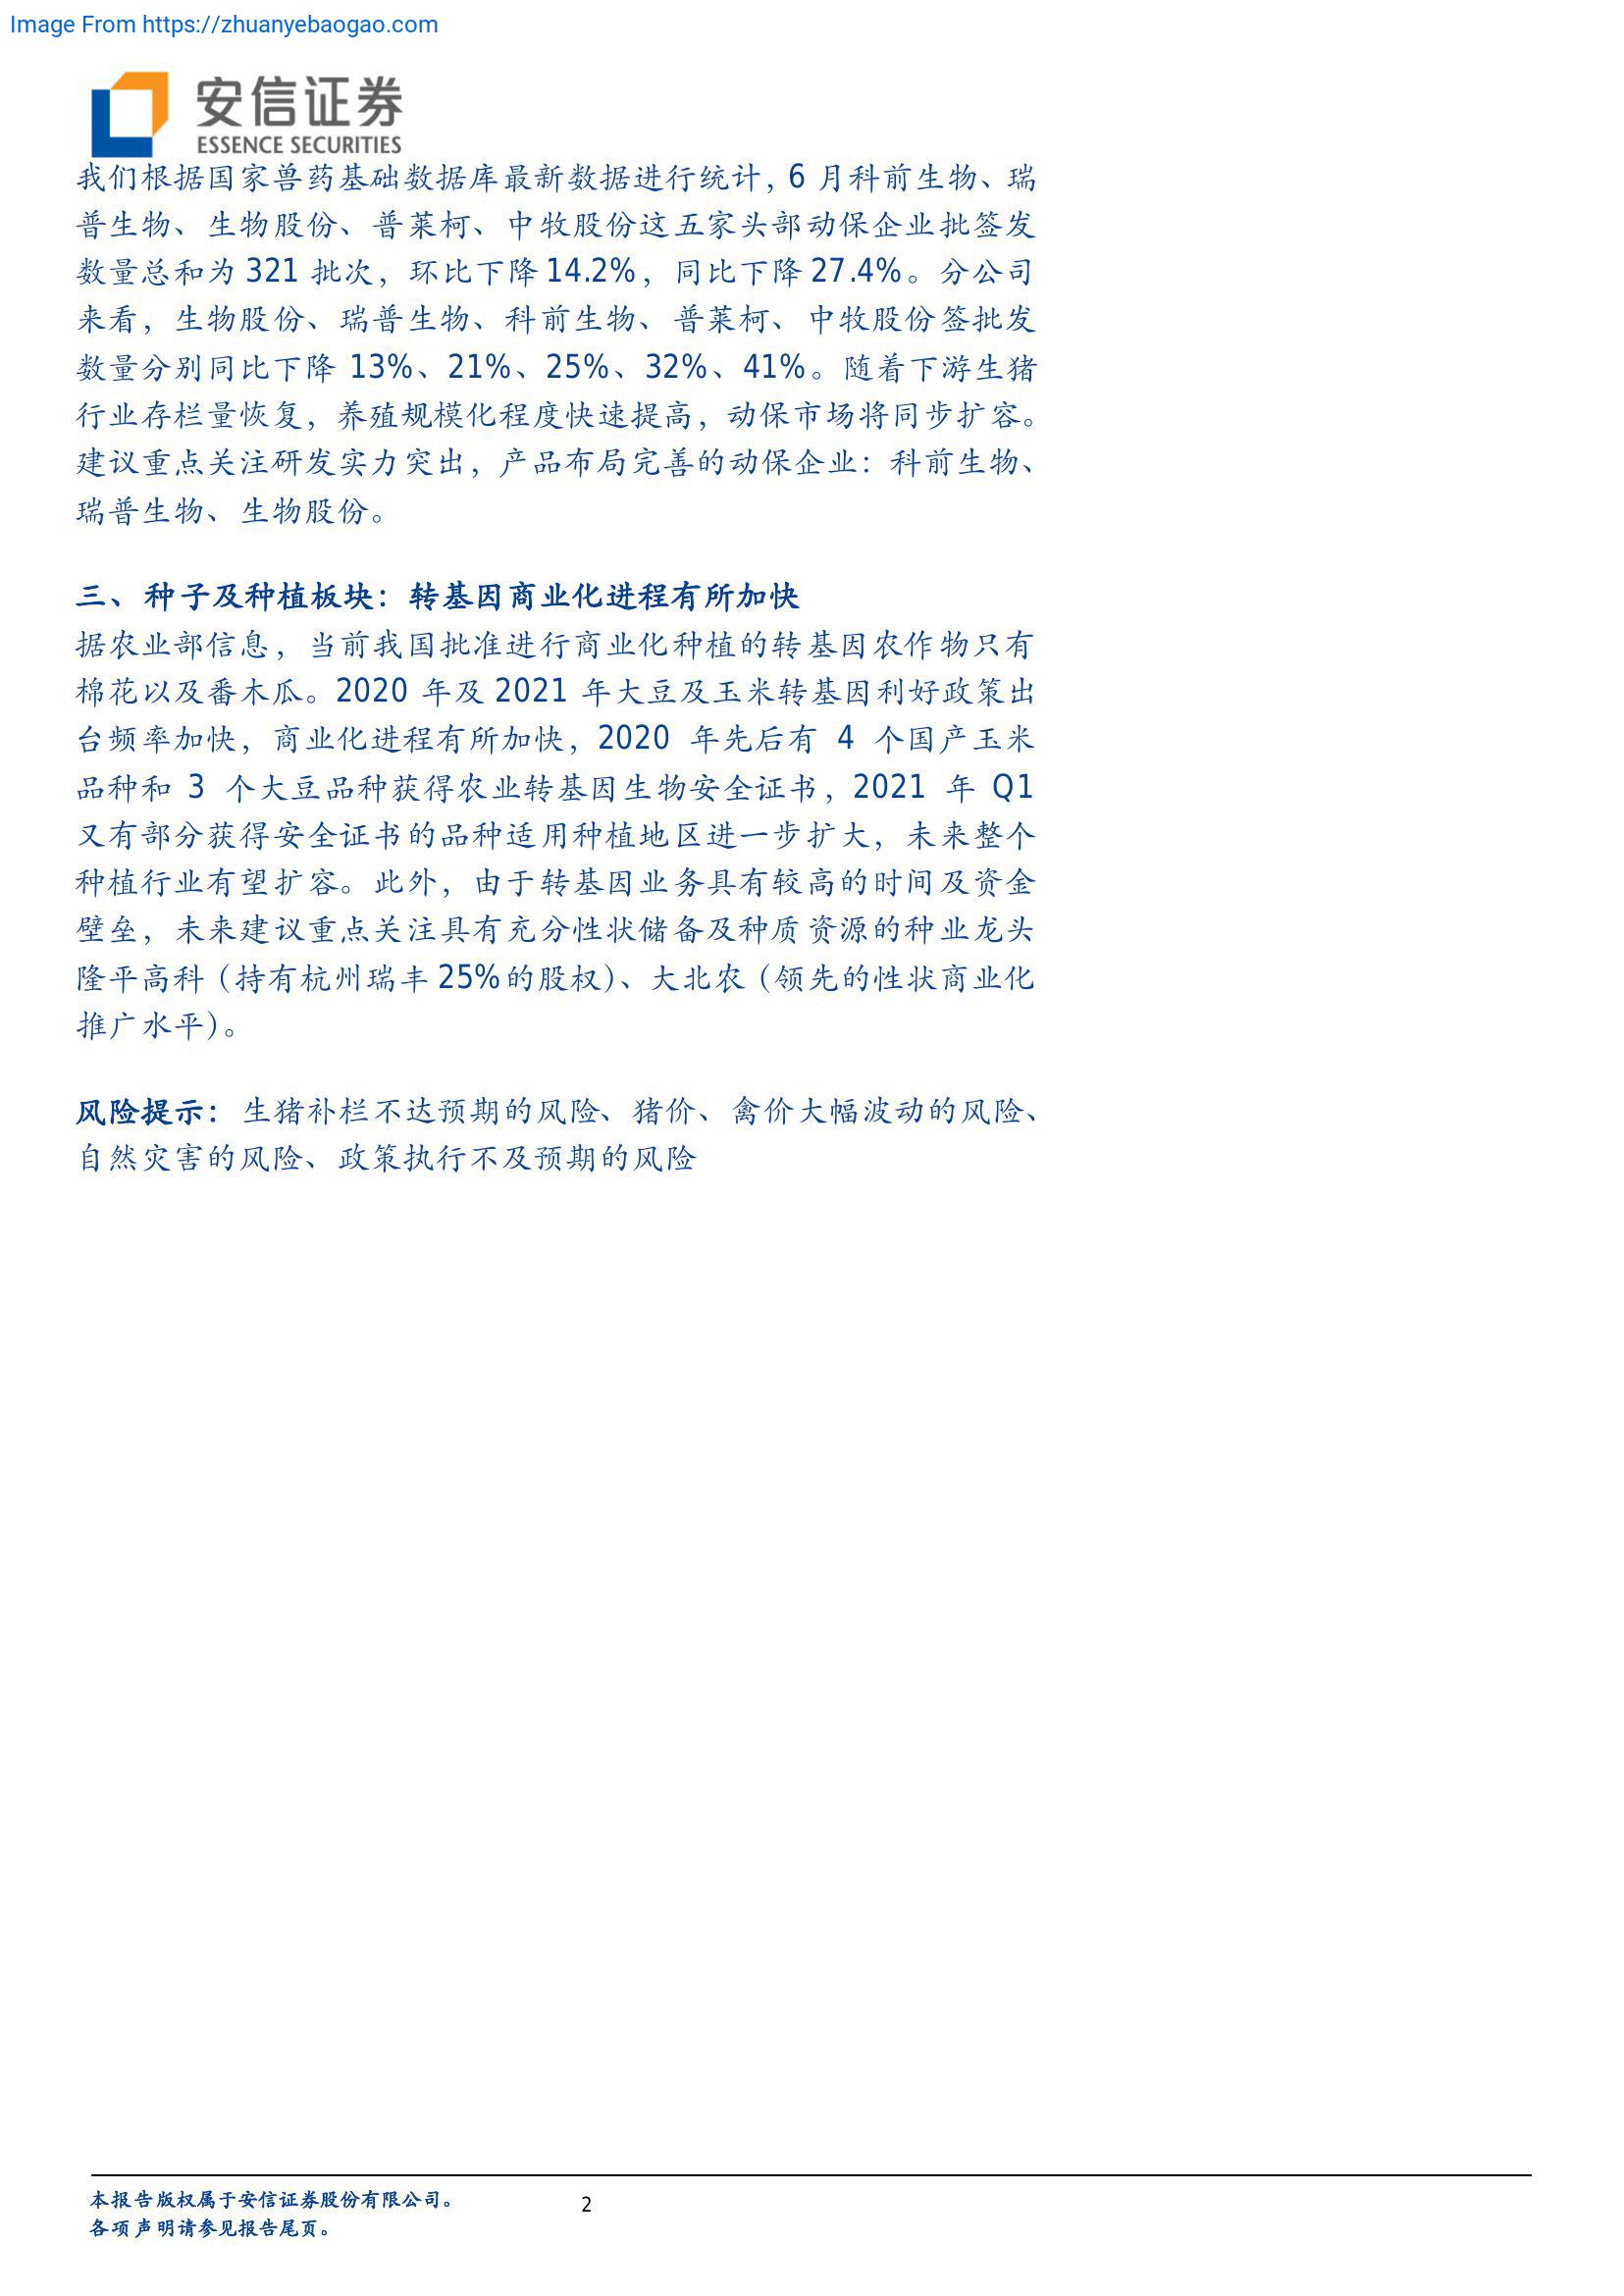 Image From https://zhuanyebaogao.com
安信证券
ESSENCE SECURITIES
我们根据国家兽药基础数据库最新数据进行统计，6 月科前生物、瑞
普生物、生物股份、普莱柯、中牧股份这五家头部动保企业批签发
数量总和为 321 批次，环比下降 14.2%，同比下降 27.4%。分公司
来看，生物股份、瑞普生物、科前生物、普莱柯、中牧股份签批发
数量分别同比下降 13%、21%、25%、32%、41%。随着下游生猪
行业存栏量恢复，养殖规模化程度快速提高，动保市场将同步扩容。
建议重点关注研发实力突出，产品布局完善的动保企业：科前生物、
瑞普生物、生物股份。
三、种子及种植板块：转基因商业化进程有所加快
据农业部信息，当前我国批准进行商业化种植的转基因农作物只有
棉花以及番木瓜。2020 年及 2021 年大豆及玉米转基因利好政策出
台频率加快，商业化进程有所加快，2020 年先后有 4 个国产玉米
品种和 3 个大豆品种获得农业转基因生物安全证书，2021 年 Q1
又有部分获得安全证书的品种适用种植地区进一步扩大，未来整个
种植行业有望扩容。此外，由于转基因业务具有较高的时间及资金
壁垒，未来建议重点关注具有充分性状储备及种质资源的种业龙头
隆平高科（持有杭州瑞丰 25%的股权）、大北农（领先的性状商业化
推广水平）。
风险提示：生猪补栏不达预期的风险、猪价、禽价大幅波动的风险、
自然灾害的风险、政策执行不及预期的风险
本报告版权属于安信证券股份有限公司。
2
各项声明请参见报告尾页。